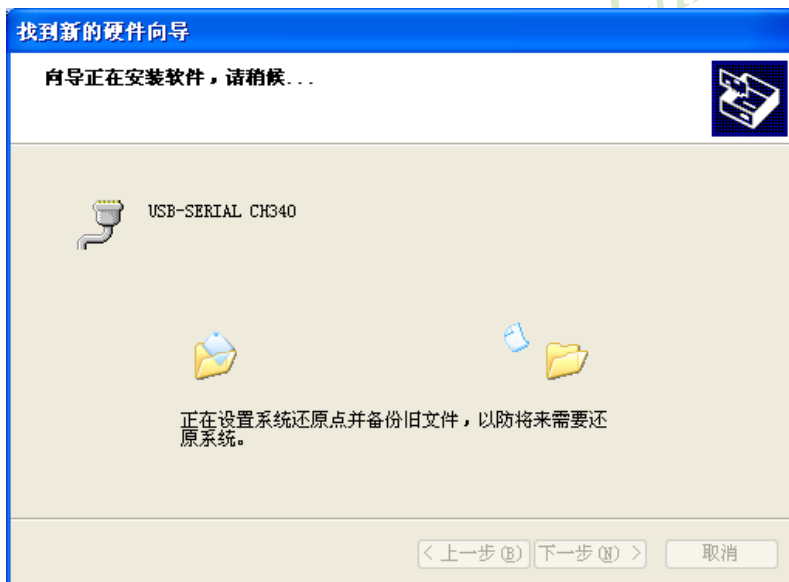 找到新的硬件向导
向导正在安装软件，请稍候...
USB-SERIAL CH340
正在设置系统还原点并备份旧文件，以防将来需要还
原系统。
< 上一步(B) 下一步(N) > 取消